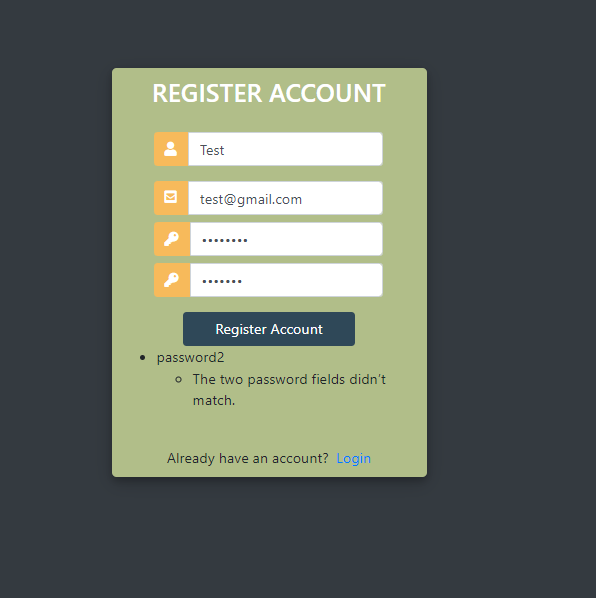 REGISTER ACCOUNT
Test
test@gmail.com
••••••••
•••••••
Register Account
password2
The two password fields didn’t
match.
Already have an account? Login